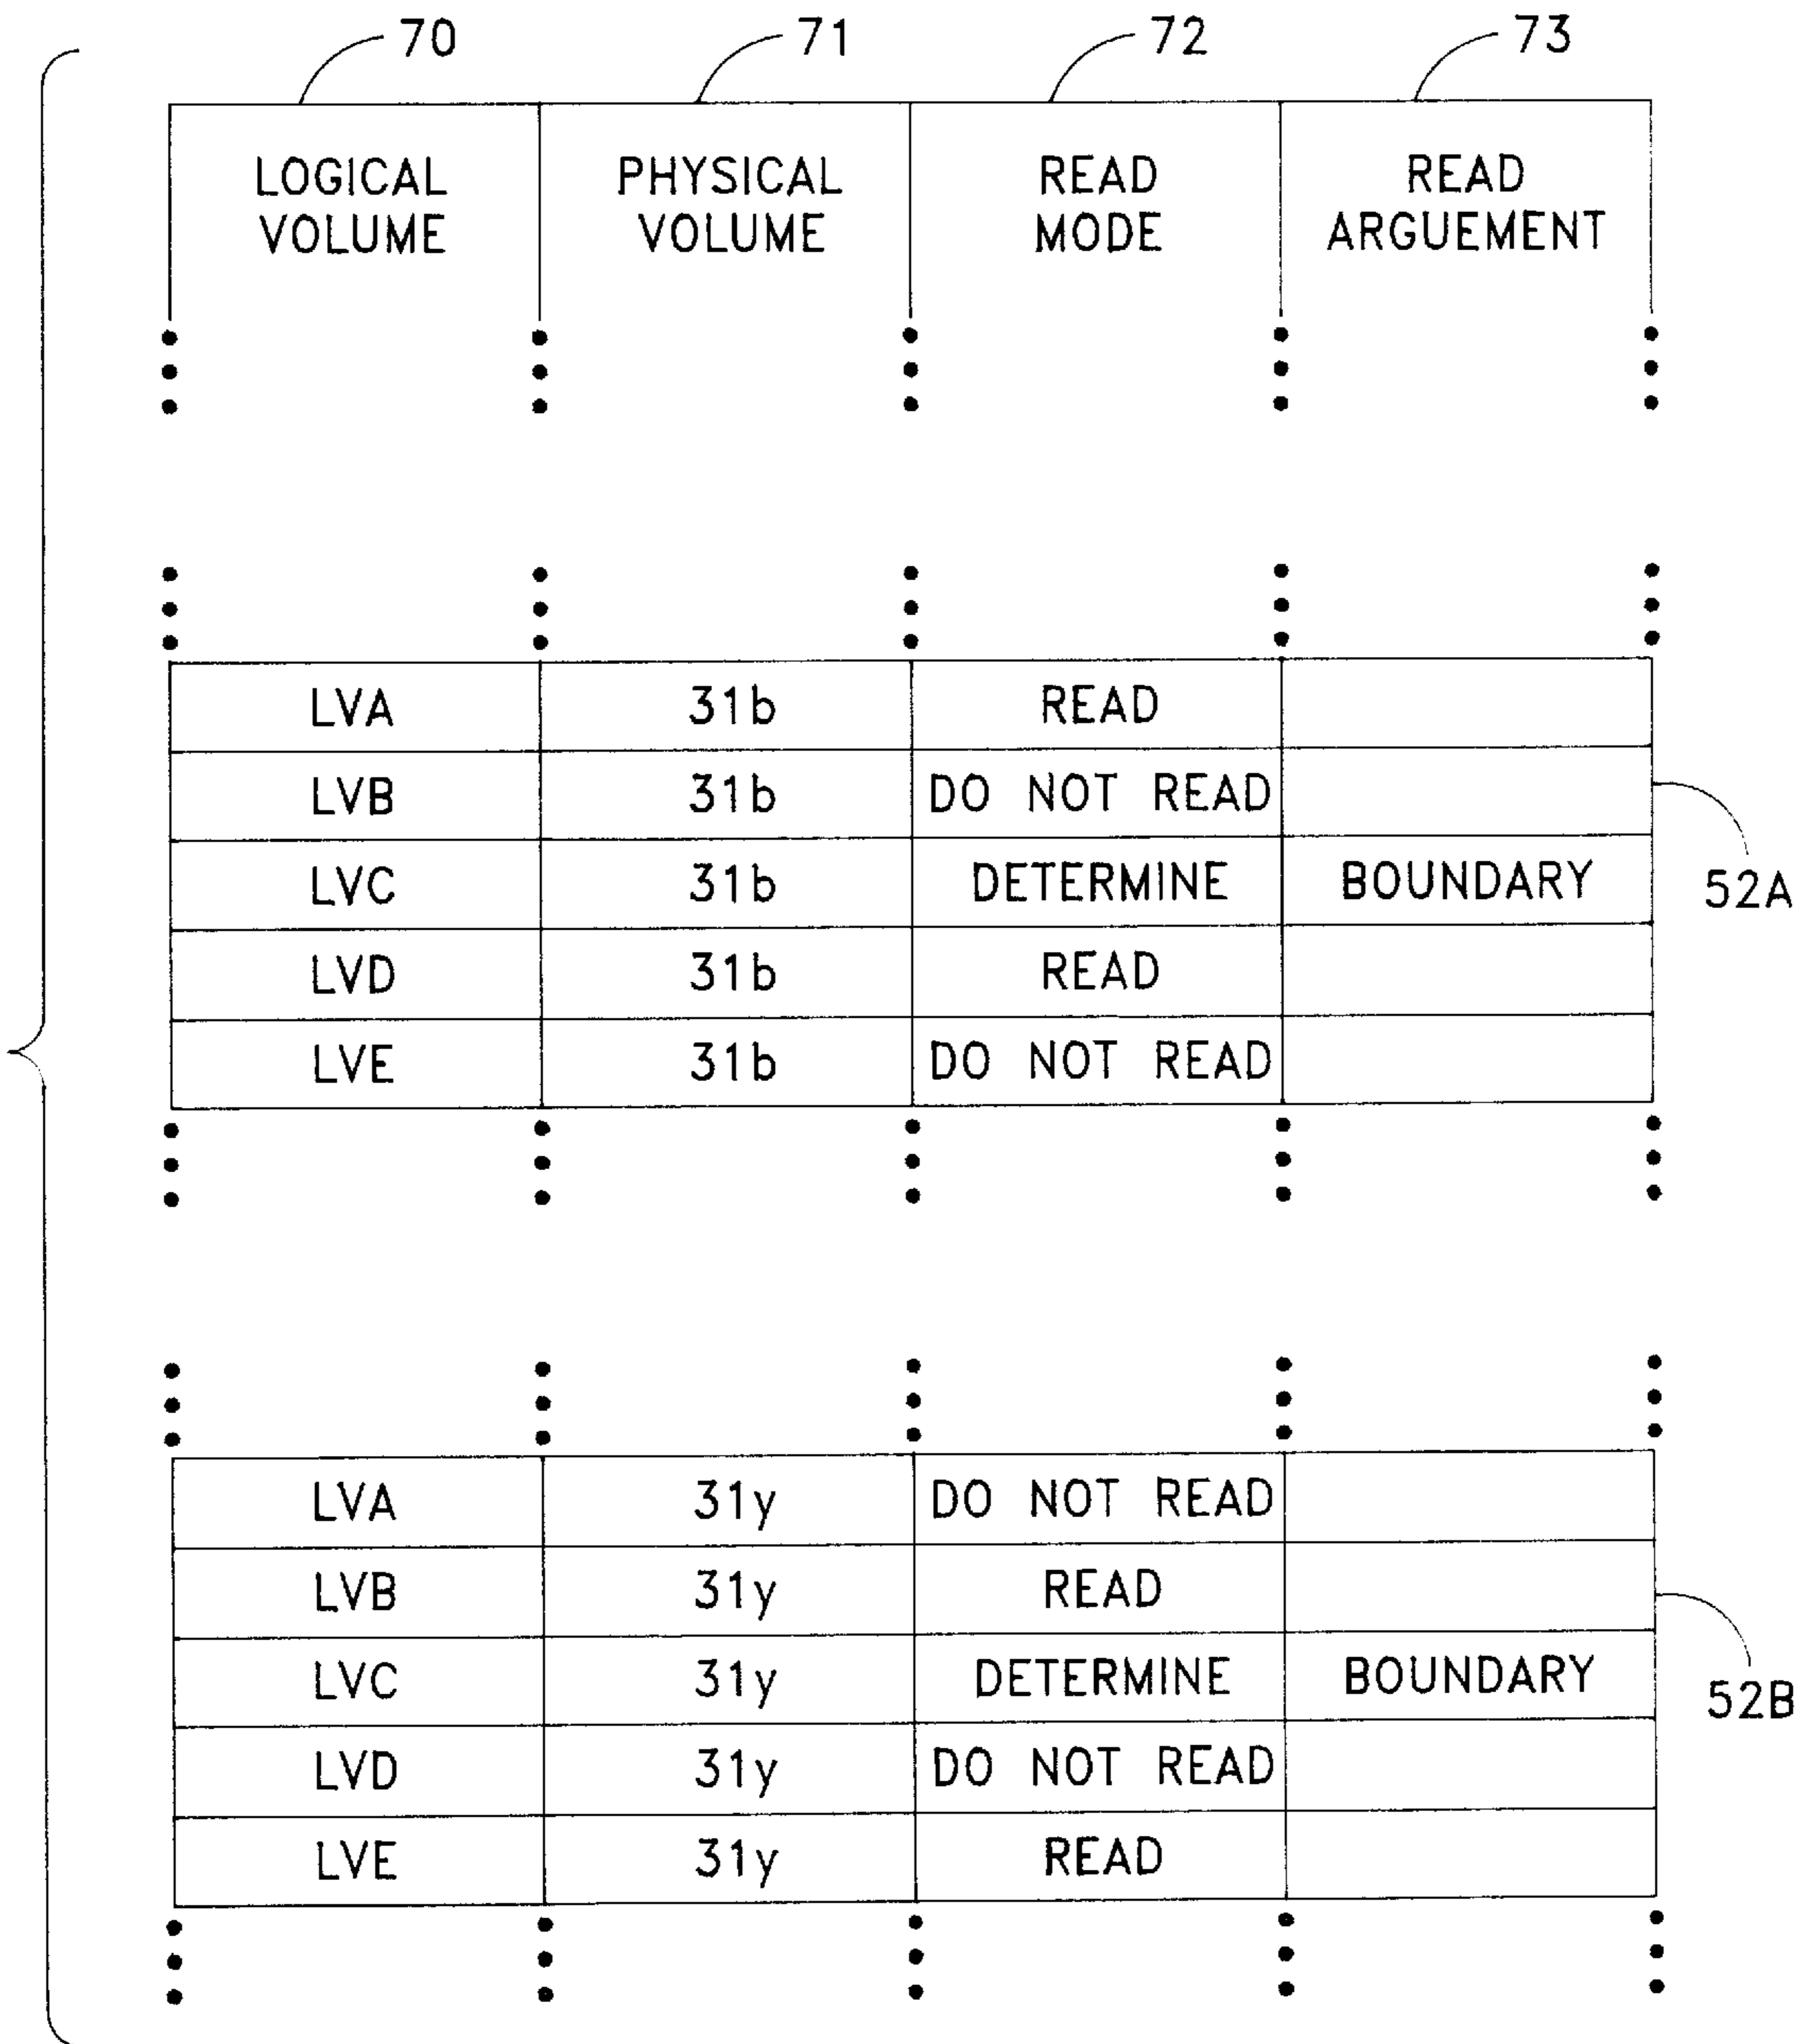 70 71 72 73
LOGICAL VOLUME PHYSICAL VOLUME READ MODE READ ARGUEMENT
LVA 31b READ
LVB 31b DO NOT READ
LVC 31b DETERMINE BOUNDARY
52A
LVD 31b READ
LVE 31b DO NOT READ
LVA 31y DO NOT READ
LVB 31y READ
LVC 31y DETERMINE BOUNDARY
52B
LVD 31y DO NOT READ
LVE 31y READ